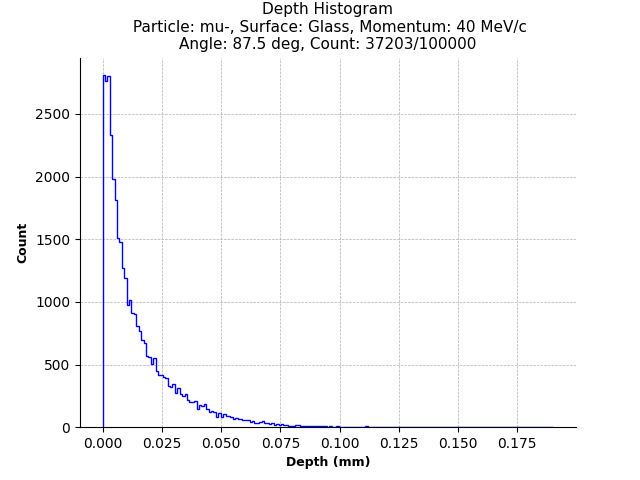 Depth Histogram
Particle: mu-, Surface: Glass, Momentum: 40 MeV/c
Angle: 87.5 deg, Count: 37203/100000
2500
2000
1500
1000
500
0
Count
0.000 0.025 0.050 0.075 0.100 0.125 0.150 0.175
Depth (mm)